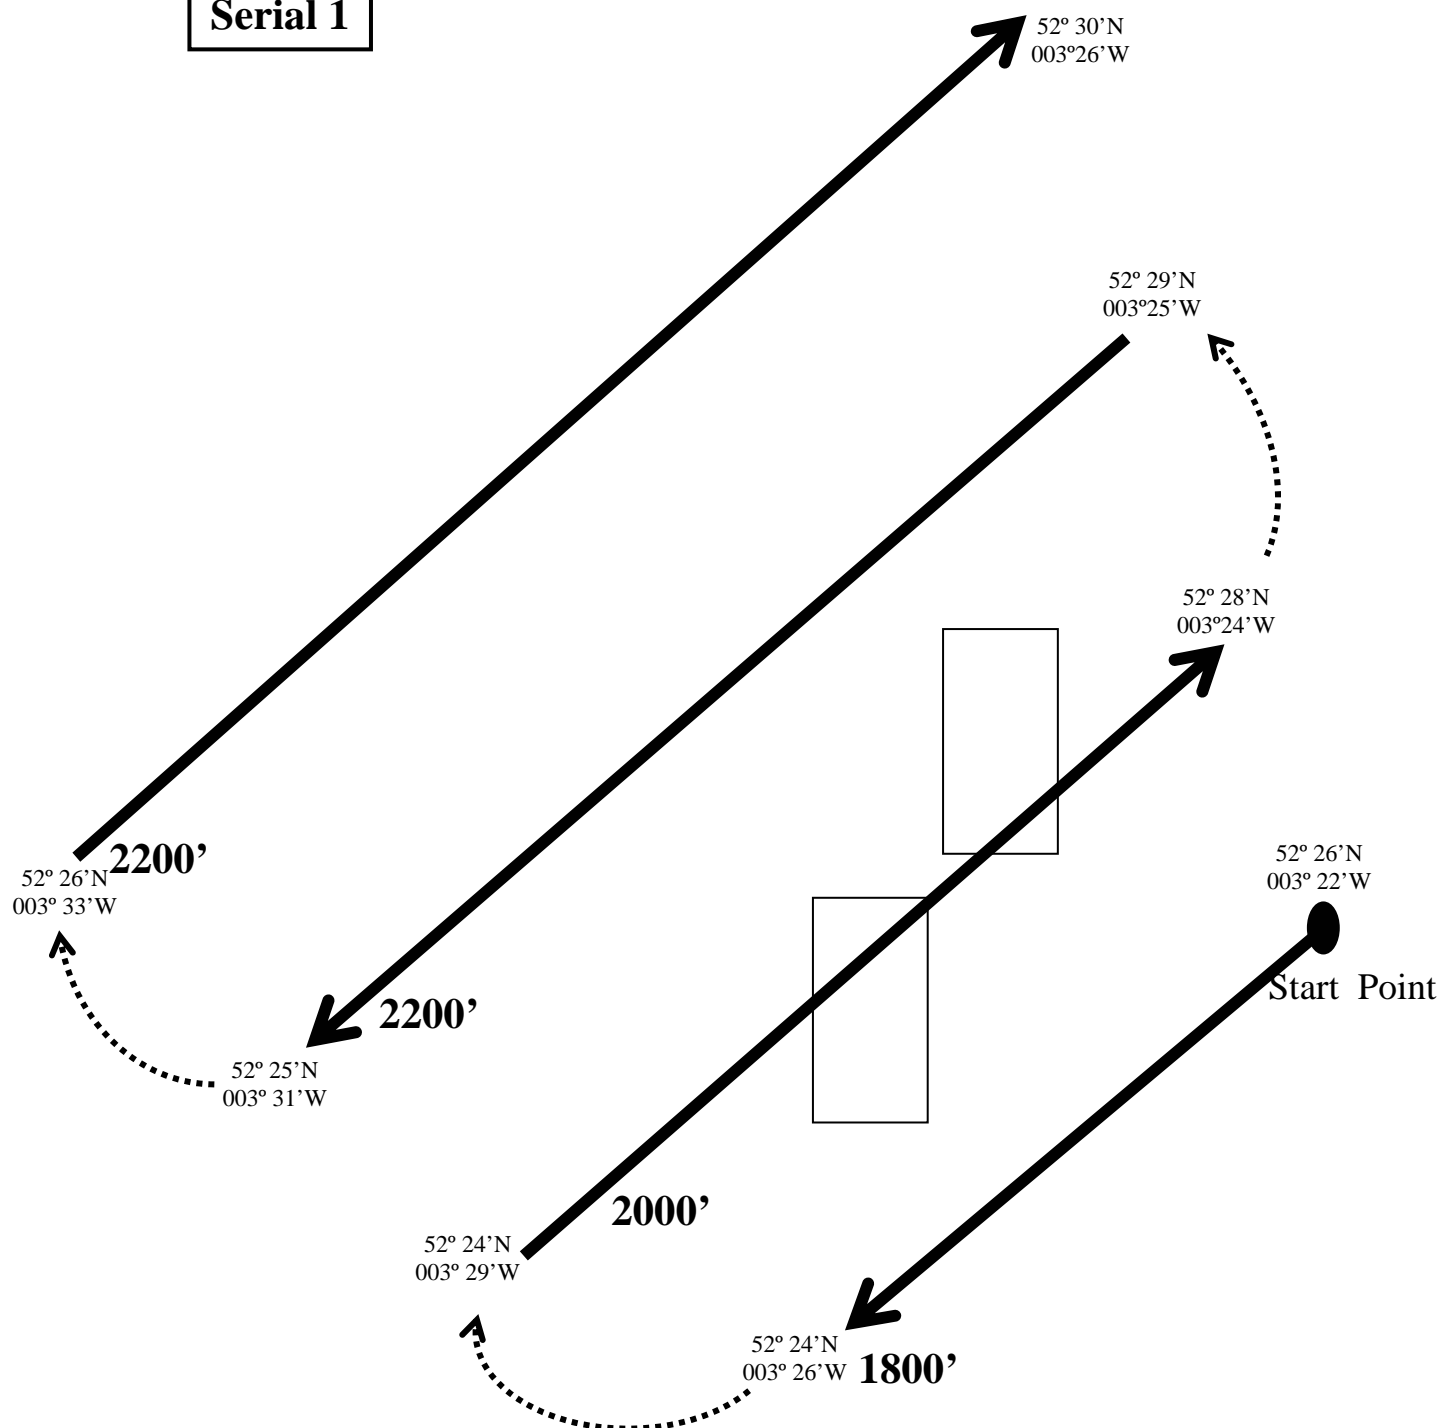 Serial 1
52º 30’N
003º26’W
52º 29’N
003º25’W
52º 28’N
003º24’W
52º 26’N
003º 22’W
2200’
52º 26’N
003º 33’W
Start Point
2200’
52º 25’N
003º 31’W
2000’
52º 24’N
003º 29’W
52º 24’N
003º 26’W
1800’